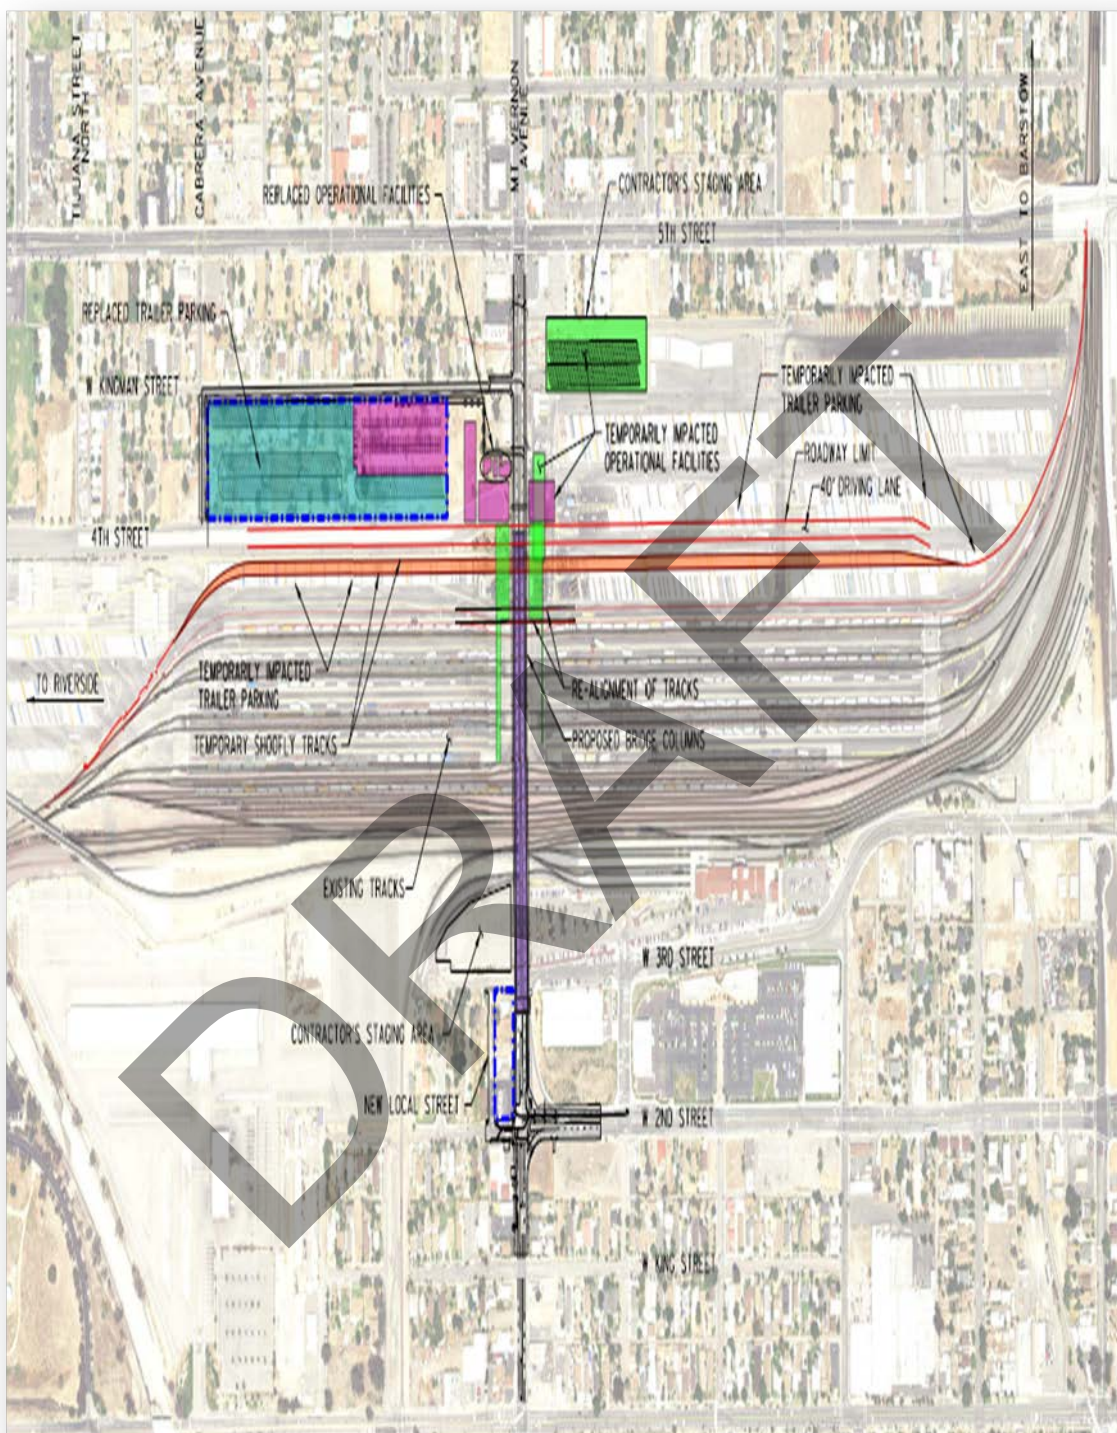 TIJUANA STREET
NORTH
CABRERA AVENUE
MT. VERNON
AVENUE
EAST TO BARSTOW
REPLACED OPERATIONAL FACILITIES
CONTRACTOR'S STAGING AREA
5TH STREET
REPLACED TRAILER PARKING
W KINGMAN STREET
TEMPORARILY IMPACTED
TRAILER PARKING
TEMPORARILY IMPACTED
OPERATIONAL FACILITIES
ROADWAY LIMIT
40' DRIVING LANE
4TH STREET
TEMPORARILY IMPACTED
TRAILER PARKING
TO RIVERSIDE
RE-ALIGNMENT OF TRACKS
TEMPORARY SHOOFLY TRACKS
PROPOSED BRIDGE COLUMNS
EXISTING TRACKS
W 3RD STREET
CONTRACTOR'S STAGING AREA
NEW LOCAL STREET
W 2ND STREET
W KING STREET
DRAFT